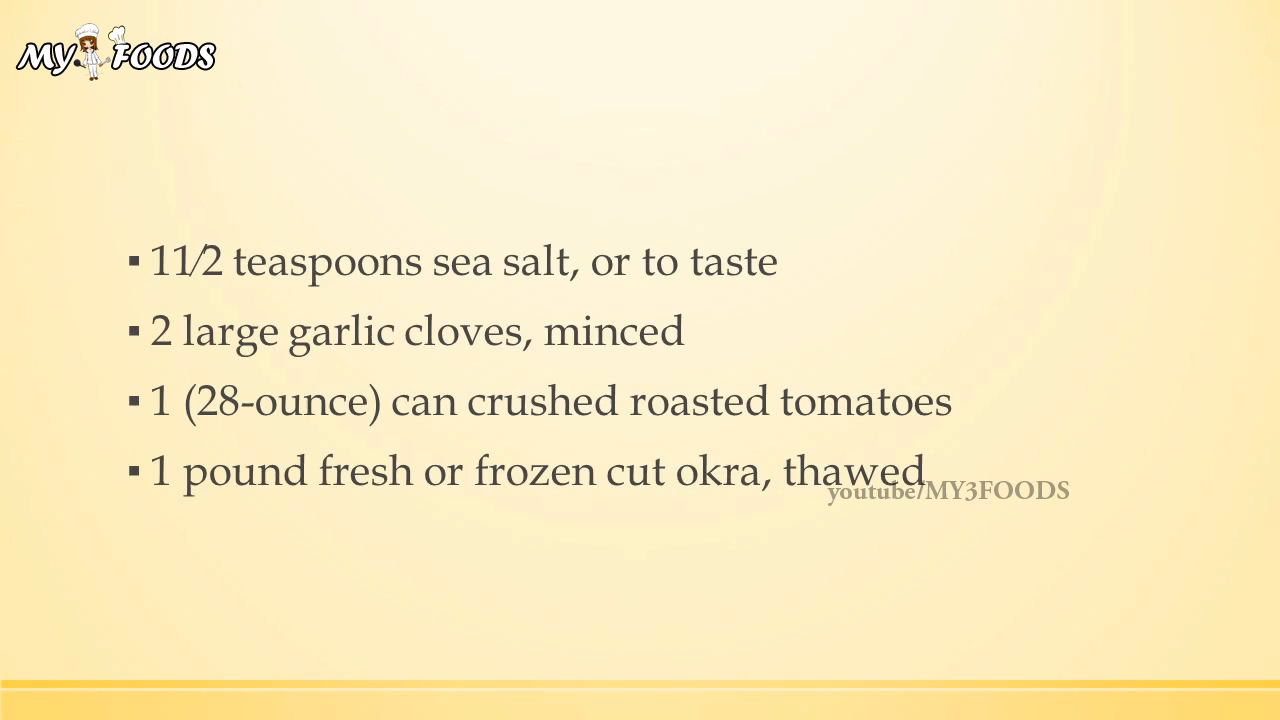 MY FOODS
▪ 11⁄2 teaspoons sea salt, or to taste
▪ 2 large garlic cloves, minced
▪ 1 (28-ounce) can crushed roasted tomatoes
▪ 1 pound fresh or frozen cut okra, thawed
youtube/MY3FOODS